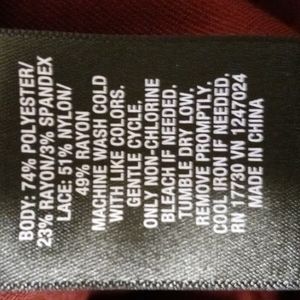 BODY: 74% POLYESTER/
23% RAYON/3% SPANDEX
LACE: 51% NYLON/
49% RAYON
MACHINE WASH COLD
WITH LIKE COLORS.
GENTLE CYCLE.
ONLY NON-CHLORINE
BLEACH IF NEEDED.
TUMBLE DRY LOW.
REMOVE PROMPTLY.
COOL IRON IF NEEDED.
RN 17730 VN 1247024
MADE IN CHINA